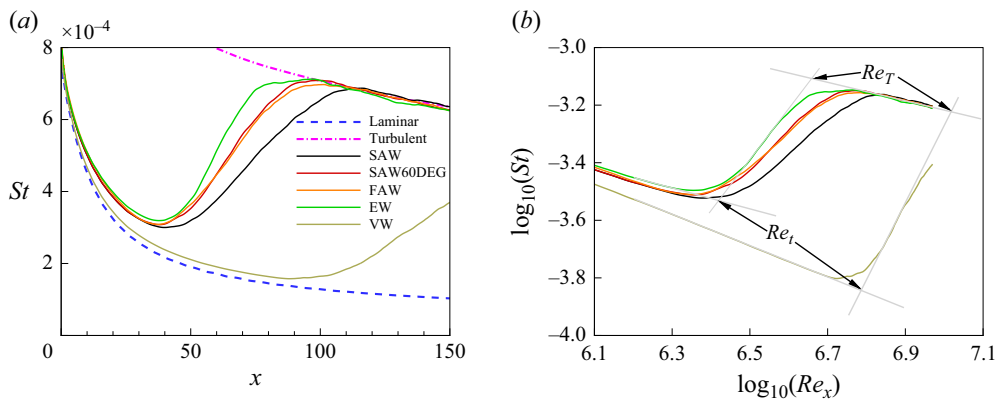 (a)
8
×10⁻⁴
6
4
2
0
50
100
150
St
x
Laminar
Turbulent
SAW
SAW60DEG
FAW
EW
VW
(b)
–3.0
–3.2
–3.4
–3.6
–3.8
–4.0
6.1
6.3
6.5
6.7
6.9
7.1
log₁₀(St)
log₁₀(Reₓ)
Re_T
Re_t